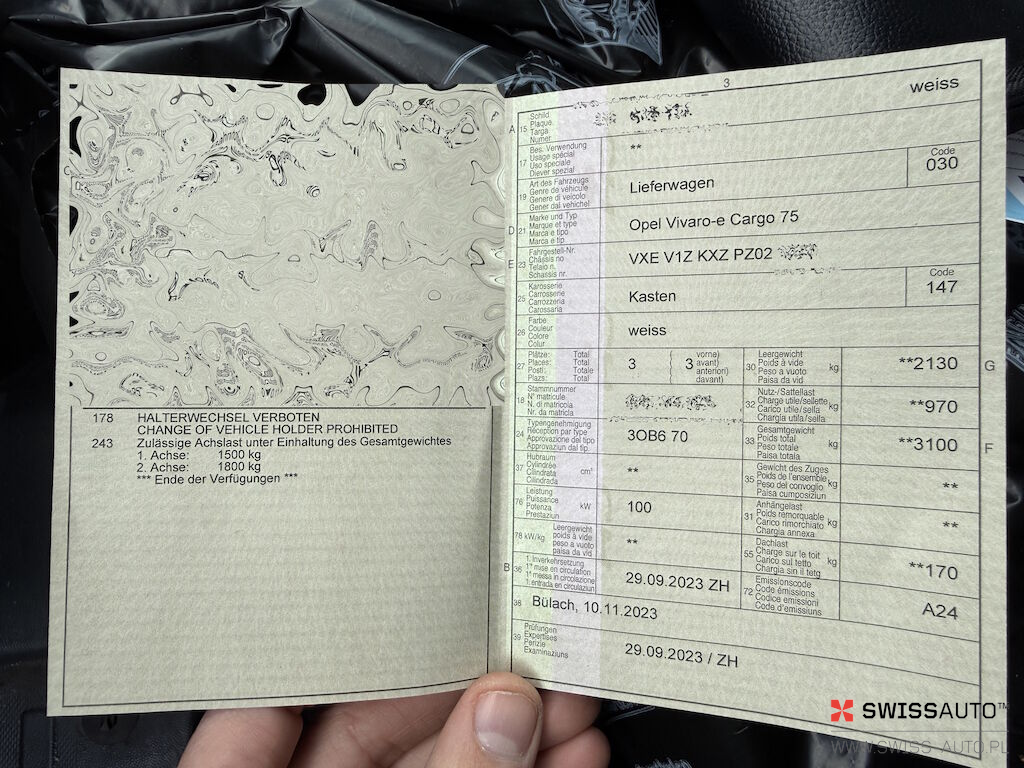 178 HALTERWECHSEL VERBOTEN
CHANGE OF VEHICLE HOLDER PROHIBITED
243 Zulässige Achslast unter Einhaltung des Gesamtgewichtes
1. Achse: 1500 kg
2. Achse: 1800 kg
*** Ende der Verfügungen ***
3
weiss
A 15 Schild
Plaque
Targa
Numer
17 Bes. Verwendung
Usage spécial
Uso speciale
Diever spezial
**
19 Art des Fahrzeugs
Genre de véhicule
Genere di veicolo
Gener dal vehichel
Lieferwagen
Code
030
D 21 Marke und Typ
Marque et type
Marca e tipo
Marca e tip
Opel Vivaro-e Cargo 75
E 23 Fahrgestell-Nr.
Châssis no
Telaio n.
Schassis nr.
VXE V1Z KXZ PZ02
25 Karosserie
Carrosserie
Carrozzeria
Carossaria
Kasten
Code
147
26 Farbe
Couleur
Colore
Colur
weiss
27 Plätze: Total
Places: Total
Posti: Totale
Plazs: Total
3 ( 3 vorne)
avant)
anteriori)
davant)
30 Leergewicht
Poids à vide
Peso a vuoto
Paisa da vid
kg
**2130
G
18 Stammnummer
N° matricule
N. di matricola
Nr. da matricla
32 Nutz-/Sattellast
Charge utile/sellette
Carico utile/sella
Chargia utila/sella
kg
**970
24 Typengenehmigung
Réception par type
Approvazione del tipo
Approvaziun dal tip.
3OB6 70
33 Gesamtgewicht
Poids total
Peso totale
Paisa totala
kg
**3100
F
37 Hubraum
Cylindrée
Cilindrata
Cilindrada
cm³
**
35 Gewicht des Zuges
Poids de l'ensemble
Peso del convoglio
Paisa cumposiziun
kg
**
76 Leistung
Puissance
Potenza
Prestaziun
kW
100
31 Anhängelast
Poids remorquable
Carico rimorchiato
Chargia annexa
kg
**
78 kW/kg Leergewicht
poids à vide
peso a vuoto
paisa da vid
**
55 Dachlast
Charge sur le toit
Carico sul tetto
Chargia sin il tetg
kg
**170
B 36 1. Inverkehrsetzung
1re mise en circulation
1a messa in circolazione
1. entrada en circulaziun
29.09.2023 ZH
72 Emissionscode
Code émissions
Codice emissioni
Code d'emissiuns
A24
38 Bülach, 10.11.2023
39 Prüfungen
Expertises
Perizie
Examinaziuns
29.09.2023 / ZH
SWISSAUTO™
WWW.SWISS-AUTO.PL